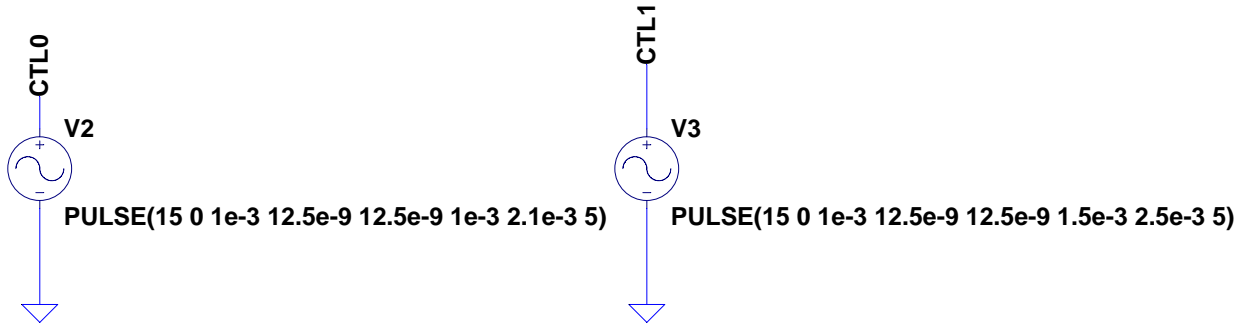 CTL0
V2
+
−
PULSE(15 0 1e-3 12.5e-9 12.5e-9 1e-3 2.1e-3 5)
CTL1
V3
+
−
PULSE(15 0 1e-3 12.5e-9 12.5e-9 1.5e-3 2.5e-3 5)